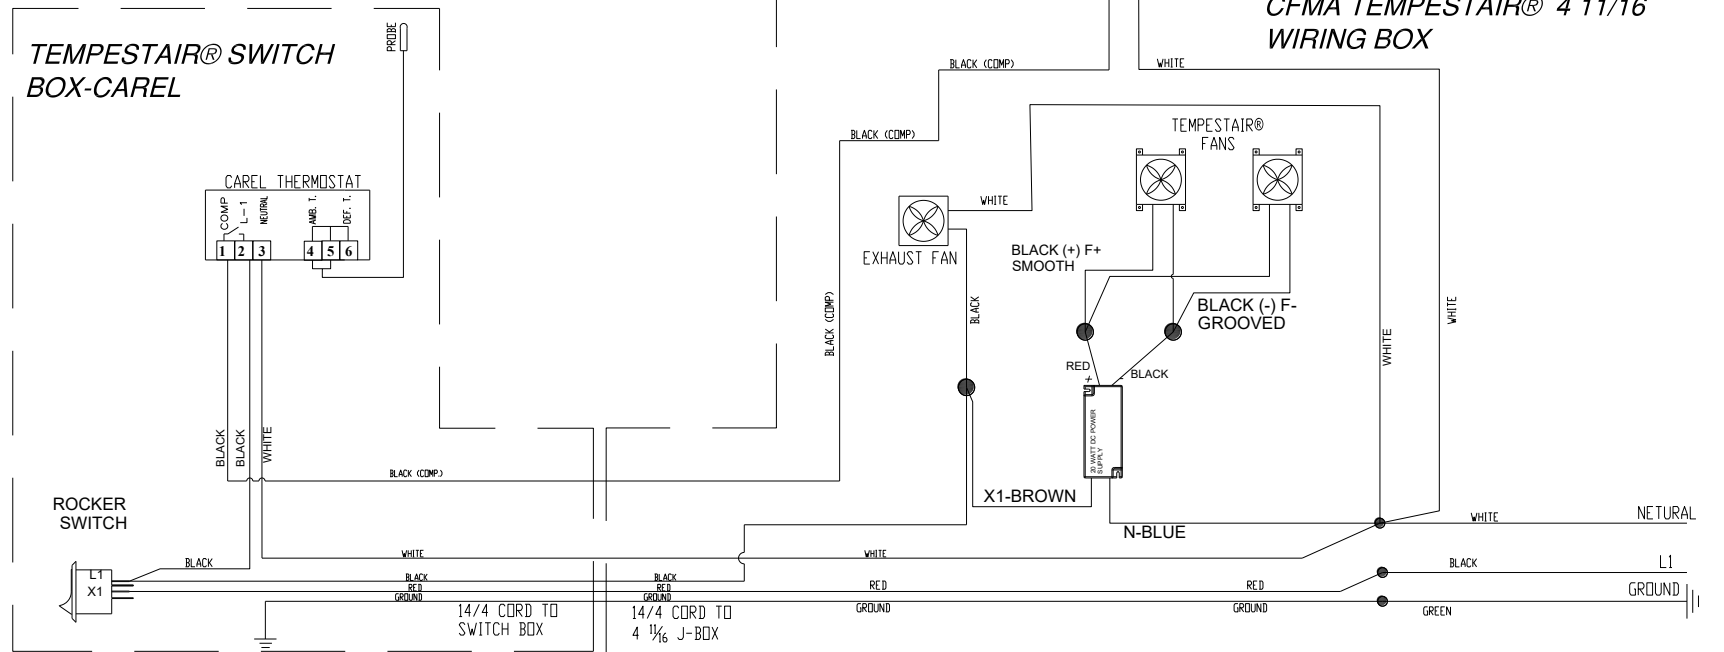 TEMPESTAIR® SWITCH
BOX-CAREL
PROBE
CFMA TEMPESTAIR® 4 11/16
WIRING BOX
BLACK (COMP)
WHITE
BLACK (COMP)
TEMPESTAIR®
FANS
CAREL THERMOSTAT
COMP
L-1
NEUTRAL
AMB. T.
DEF. T.
1 2 3 4 5 6
WHITE
EXHAUST FAN
BLACK (+) F+
SMOOTH
BLACK (-) F-
GROOVED
BLACK
BLACK (COMP)
WHITE
WHITE
RED
+
-
BLACK
20 WATT DC POWER
SUPPLY
BLACK
BLACK
WHITE
BLACK (COMP.)
X1-BROWN
N-BLUE
ROCKER
SWITCH
WHITE
NETURAL
WHITE
WHITE
BLACK
BLACK
L1
L1
X1
BLACK
BLACK
RED
RED
RED
RED
GROUND
GROUND
GROUND
GROUND
GROUND
GREEN
14/4 CORD TO
SWITCH BOX
14/4 CORD TO
4 11/16 J-BOX